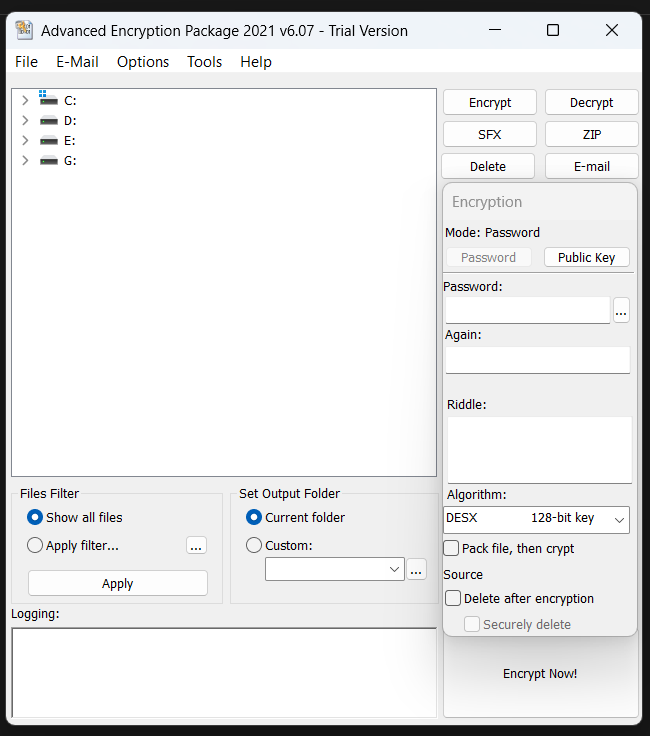 Advanced Encryption Package 2021 v6.07 - Trial Version
File E-Mail Options Tools Help
C:
D:
E:
G:
Encrypt Decrypt
SFX ZIP
Delete E-mail
Encryption
Mode: Password
Password Public Key
Password:
...
Again:
Riddle:
Algorithm:
DESX 128-bit key
Pack file, then crypt
Source
Delete after encryption
Securely delete
Encrypt Now!
Files Filter
Show all files
Apply filter... ...
Apply
Set Output Folder
Current folder
Custom:
...
Logging: